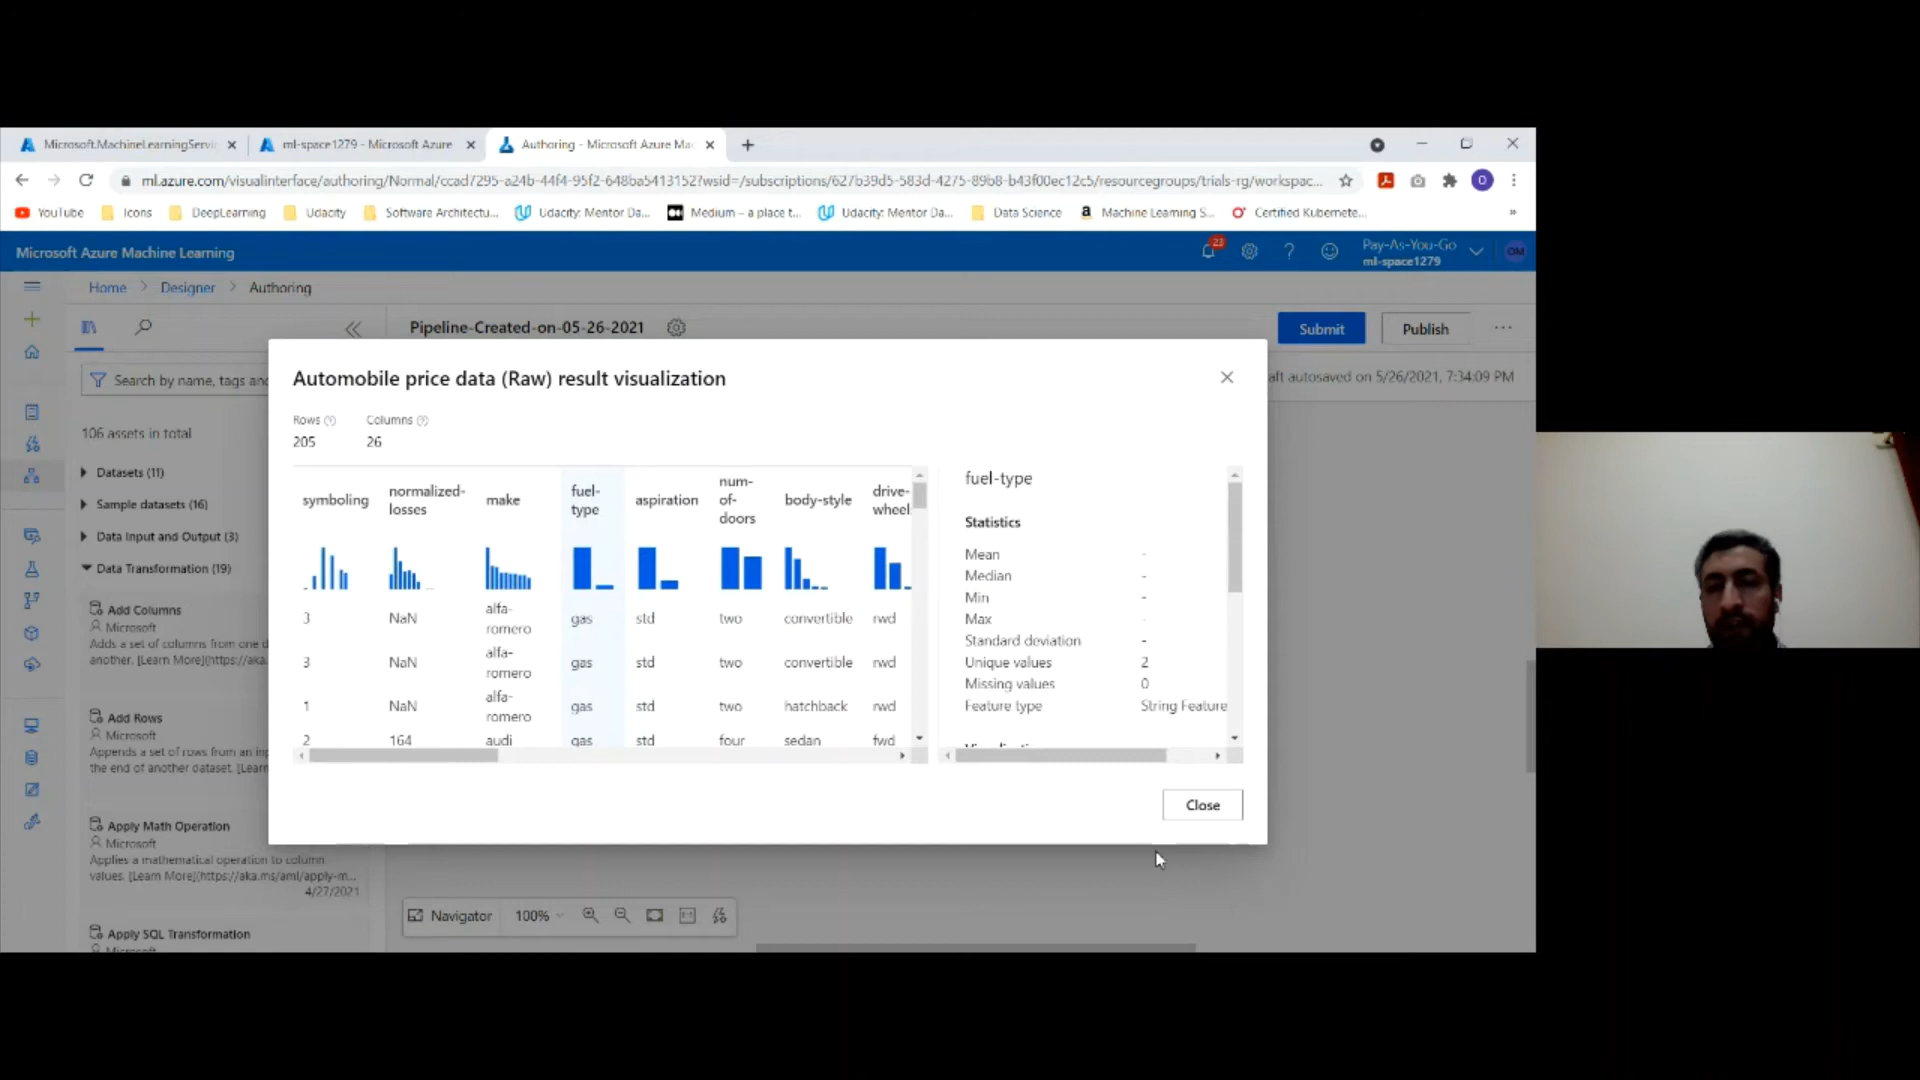 Microsoft.MachineLearningServi
ml-space1279 - Microsoft Azure
Authoring - Microsoft Azure Ma
ml.azure.com/visualinterface/authoring/Normal/ccad7295-a24b-44f4-95f2-648ba5413152?wsid=/subscriptions/627b39d5-583d-4275-89b8-b43f00ec12c5/resourcegroups/trials-rg/workspac...
O
YouTube
Icons
DeepLearning
Udacity
Software Architectu...
Udacity: Mentor Da...
Medium – a place t...
Udacity: Mentor Da...
Data Science
Machine Learning S...
Certified Kubernete...
»
Microsoft Azure Machine Learning
23
Pay-As-You-Go
ml-space1279
OM
Home > Designer > Authoring
Pipeline-Created-on-05-26-2021
Submit
Publish
Search by name, tags and
aft autosaved on 5/26/2021, 7:34:09 PM
106 assets in total
Datasets (11)
Sample datasets (16)
Data Input and Output (3)
Data Transformation (19)
Add Columns
Microsoft
Adds a set of columns from one d
another. [Learn More](https://aka.
Add Rows
Microsoft
Appends a set of rows from an inp
the end of another dataset. [Learn
Apply Math Operation
Microsoft
Applies a mathematical operation to column
values. [Learn More](https://aka.ms/aml/apply-m...
4/27/2021
Apply SQL Transformation
Microsoft
Automobile price data (Raw) result visualization
Rows Columns
205 26
symboling normalized-losses make fuel-type aspiration num-of-doors body-style drive-wheel
3 NaN alfa-romero gas std two convertible rwd
3 NaN alfa-romero gas std two convertible rwd
1 NaN alfa-romero gas std two hatchback rwd
2 164 audi gas std four sedan fwd
fuel-type
Statistics
Mean -
Median -
Min -
Max -
Standard deviation -
Unique values 2
Missing values 0
Feature type String Feature
Close
Navigator
100%